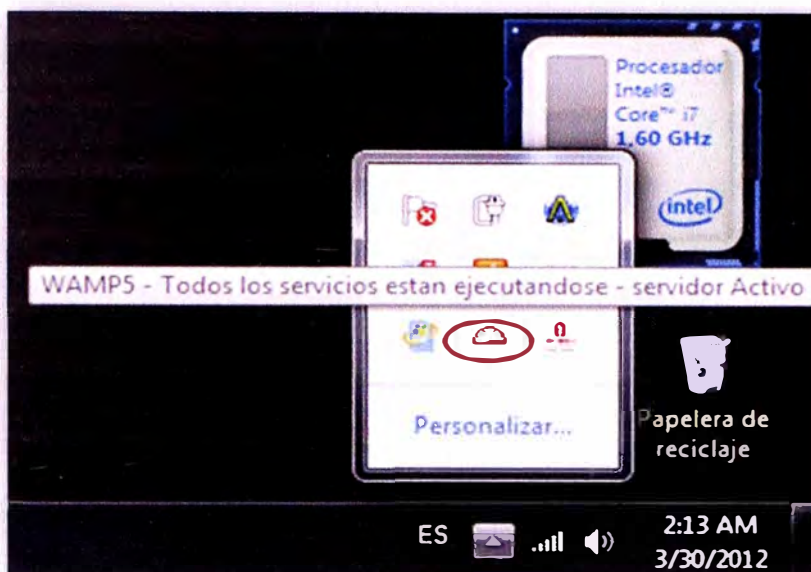 Procesador
Intel®
Core™ i7
1,60 GHz
intel
WAMP5 - Todos los servicios estan ejecutandose - servidor Activo
Personalizar...
Papelera de
reciclaje
ES
2:13 AM
3/30/2012